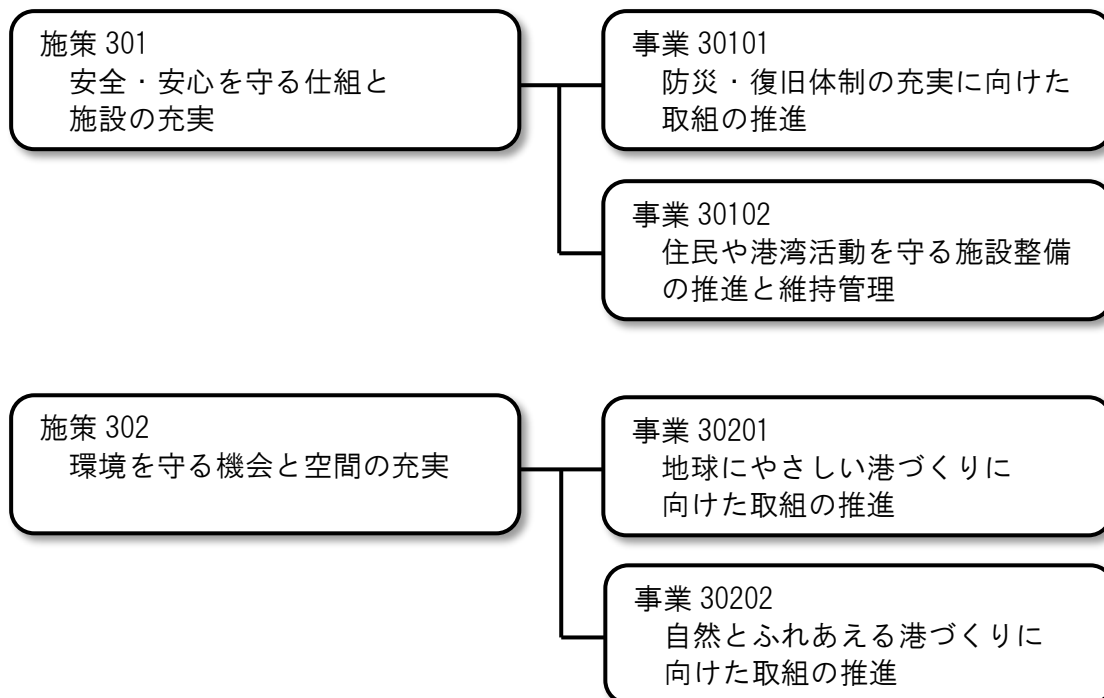 施策 301
安全・安心を守る仕組と
施設の充実
事業 30101
防災・復旧体制の充実に向けた
取組の推進
事業 30102
住民や港湾活動を守る施設整備
の推進と維持管理
施策 302
環境を守る機会と空間の充実
事業 30201
地球にやさしい港づくりに
向けた取組の推進
事業 30202
自然とふれあえる港づくりに
向けた取組の推進